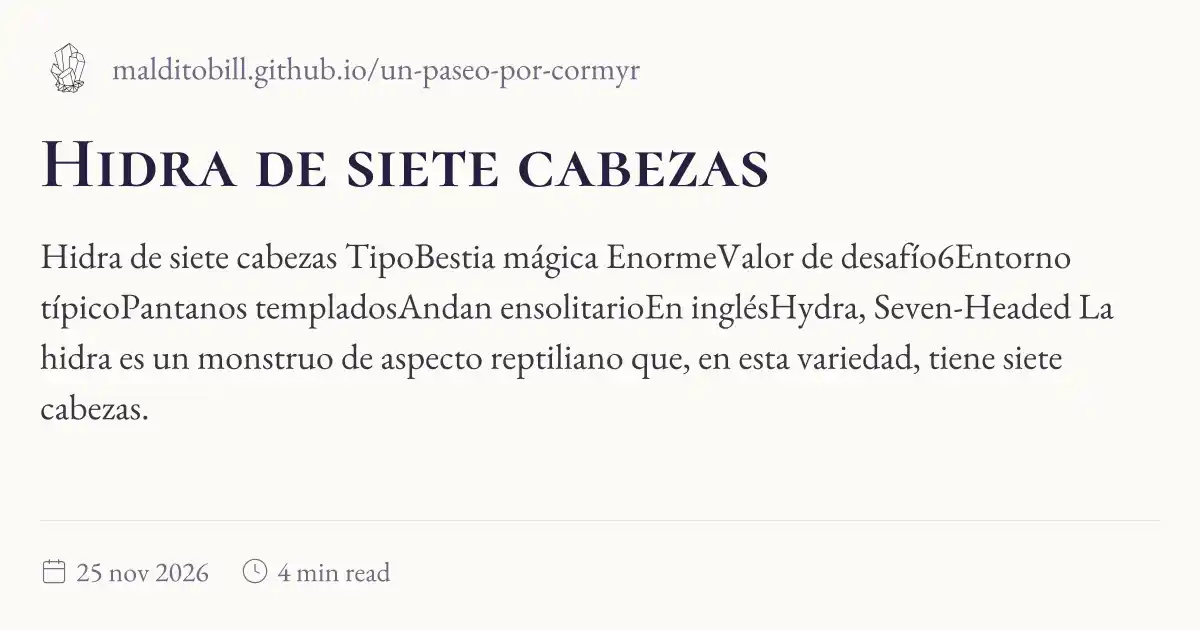 malditobill.github.io/un-paseo-por-cormyr
Hidra de siete cabezas
Hidra de siete cabezas TipoBestia mágica EnormeValor de desafío6Entorno
típicoPantanos templadosAndan ensolitarioEn inglésHydra, Seven-Headed La
hidra es un monstruo de aspecto reptiliano que, en esta variedad, tiene siete
cabezas.
25 nov 2026 4 min read